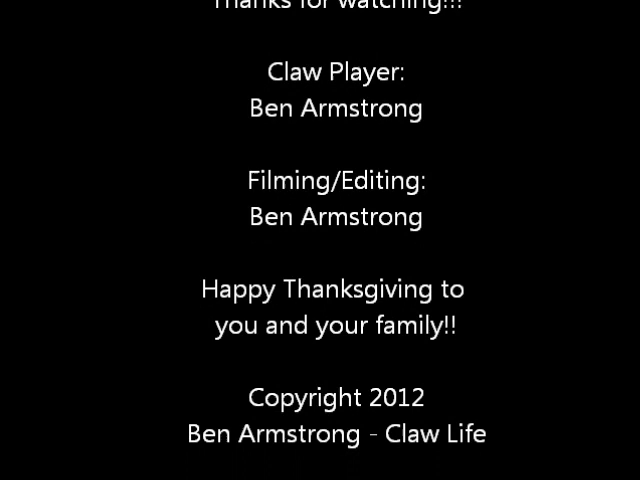 Thanks for watching!!!
Claw Player:
Ben Armstrong
Filming/Editing:
Ben Armstrong
Happy Thanksgiving to
you and your family!!
Copyright 2012
Ben Armstrong - Claw Life